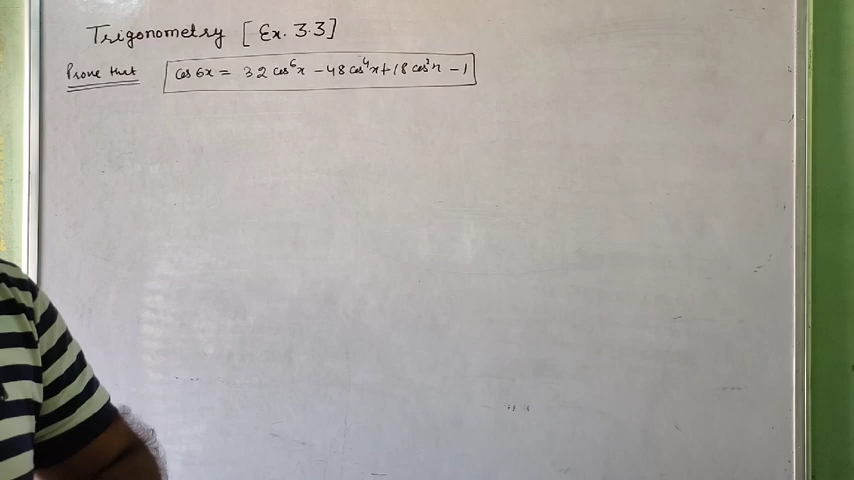 Trigonometry [Ex. 3.3]
Prove that cos 6x = 32 cos⁶x − 48 cos⁴x + 18 cos²x − 1